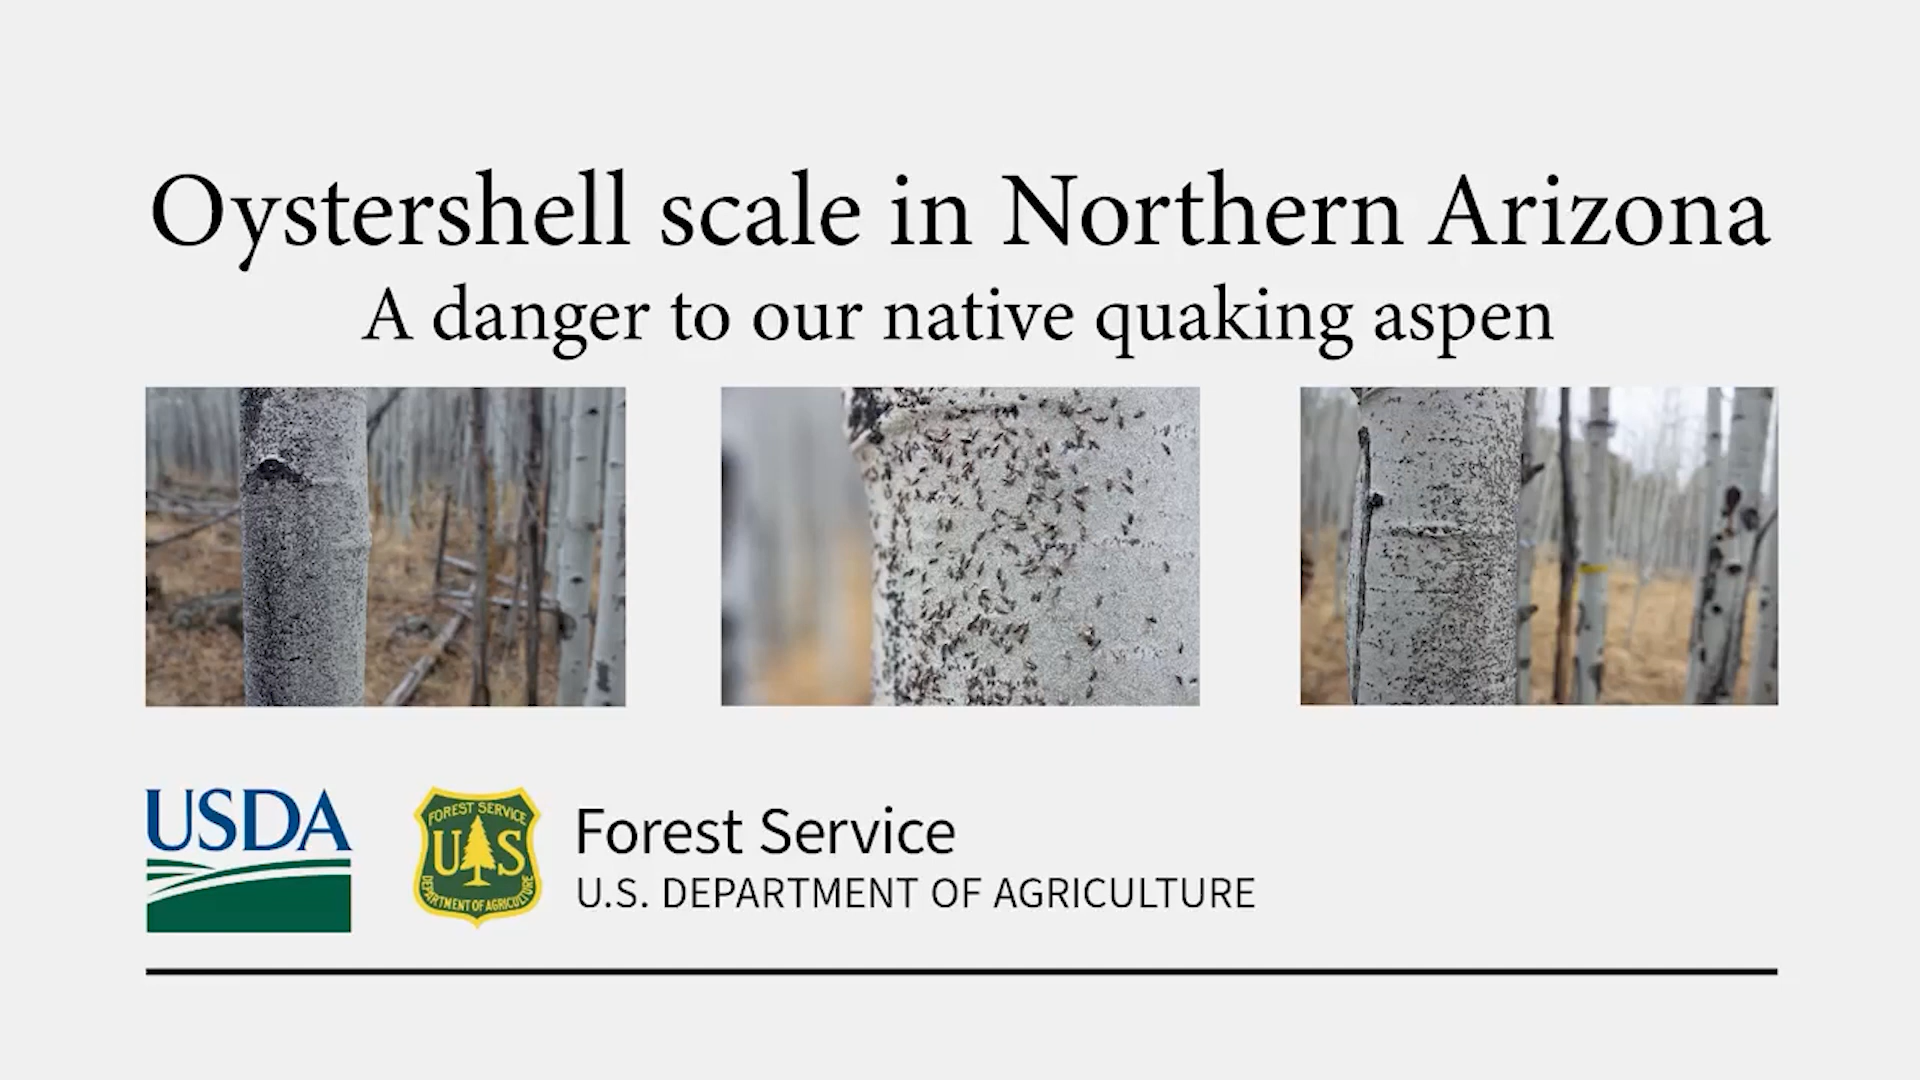 Oystershell scale in Northern Arizona
A danger to our native quaking aspen
USDA
FOREST SERVICE
U S
DEPARTMENT OF AGRICULTURE
Forest Service
U.S. DEPARTMENT OF AGRICULTURE